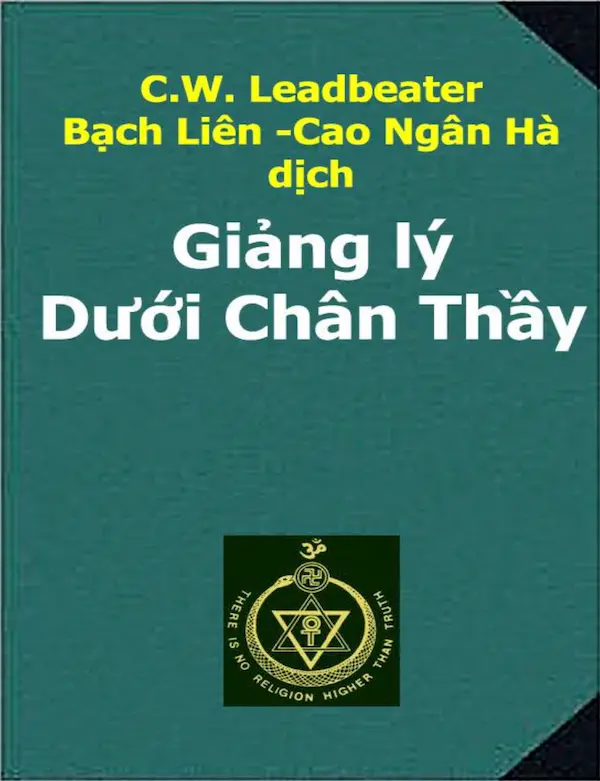 C.W. Leadbeater
Bạch Liên -Cao Ngân Hà
dịch
Giảng lý
Dưới Chân Thầy
ॐ
THERE IS NO RELIGION HIGHER THAN TRUTH